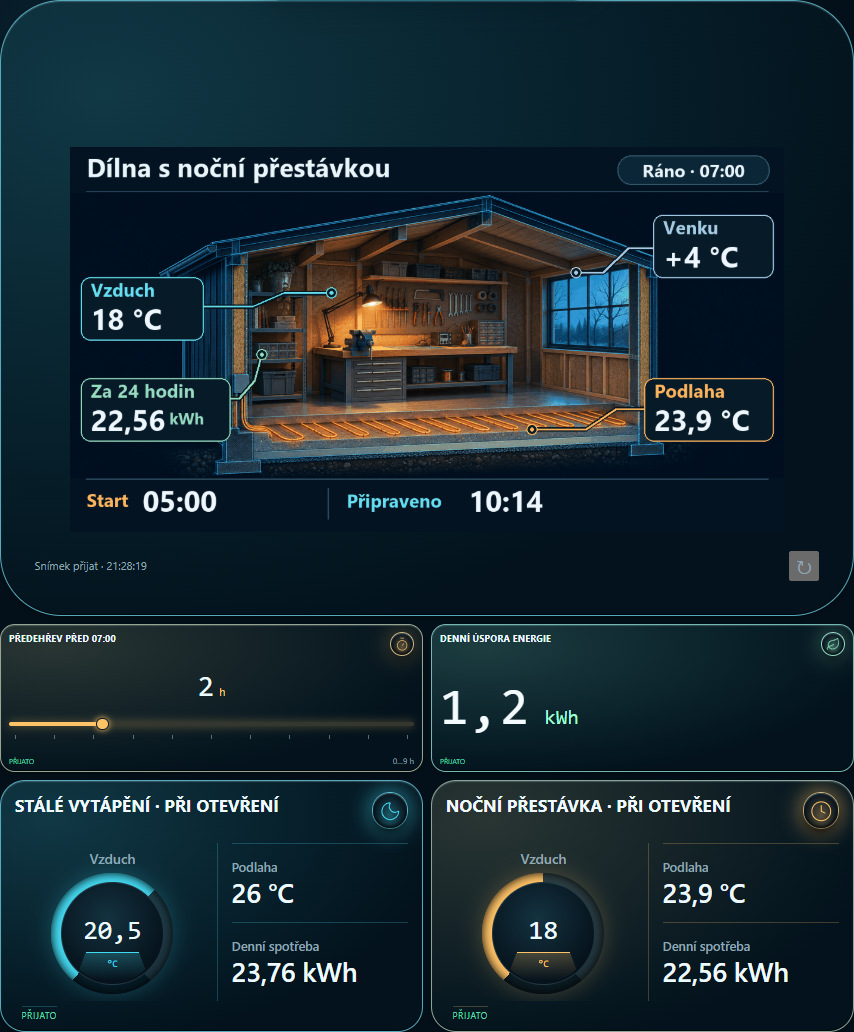 Dílna s noční přestávkou
Ráno · 07:00
Venku
+4 °C
Vzduch
18 °C
Za 24 hodin
22,56 kWh
Podlaha
23,9 °C
Start 05:00
Připraveno 10:14
Snímek přijat · 21:28:19
↻
PŘEDEHŘEV PŘED 07:00
2 h
PŘIJATO
0…9 h
DENNÍ ÚSPORA ENERGIE
1,2 kWh
PŘIJATO
STÁLÉ VYTÁPĚNÍ · PŘI OTEVŘENÍ
Vzduch
20,5
°C
Podlaha
26 °C
Denní spotřeba
23,76 kWh
PŘIJATO
NOČNÍ PŘESTÁVKA · PŘI OTEVŘENÍ
Vzduch
18
°C
Podlaha
23,9 °C
Denní spotřeba
22,56 kWh
PŘIJATO